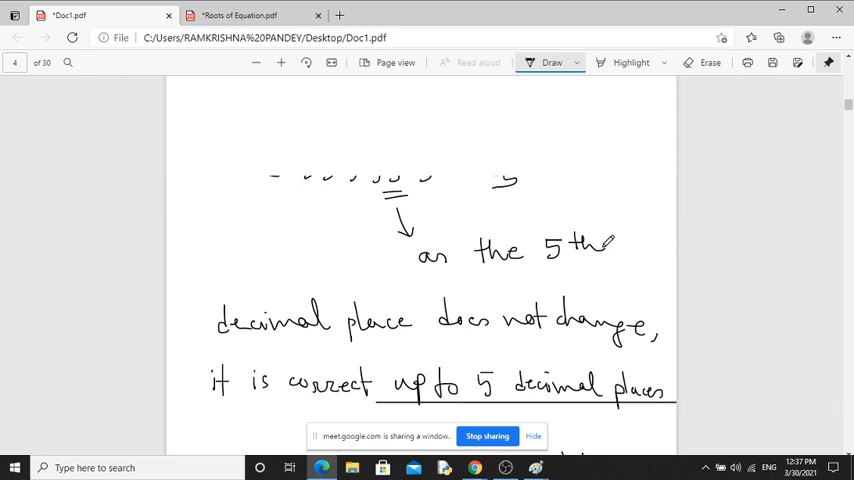 *Doc1.pdf
*Roots of Equation.pdf
File C:/Users/RAMKRISHNA%20PANDEY/Desktop/Doc1.pdf
4 of 30 Page view Read aloud Draw Highlight Erase
as the 5th
decimal place does not change,
it is correct up to 5 decimal places
meet.google.com is sharing a window. Stop sharing Hide
Type here to search
ENG
12:37 PM
3/30/2021